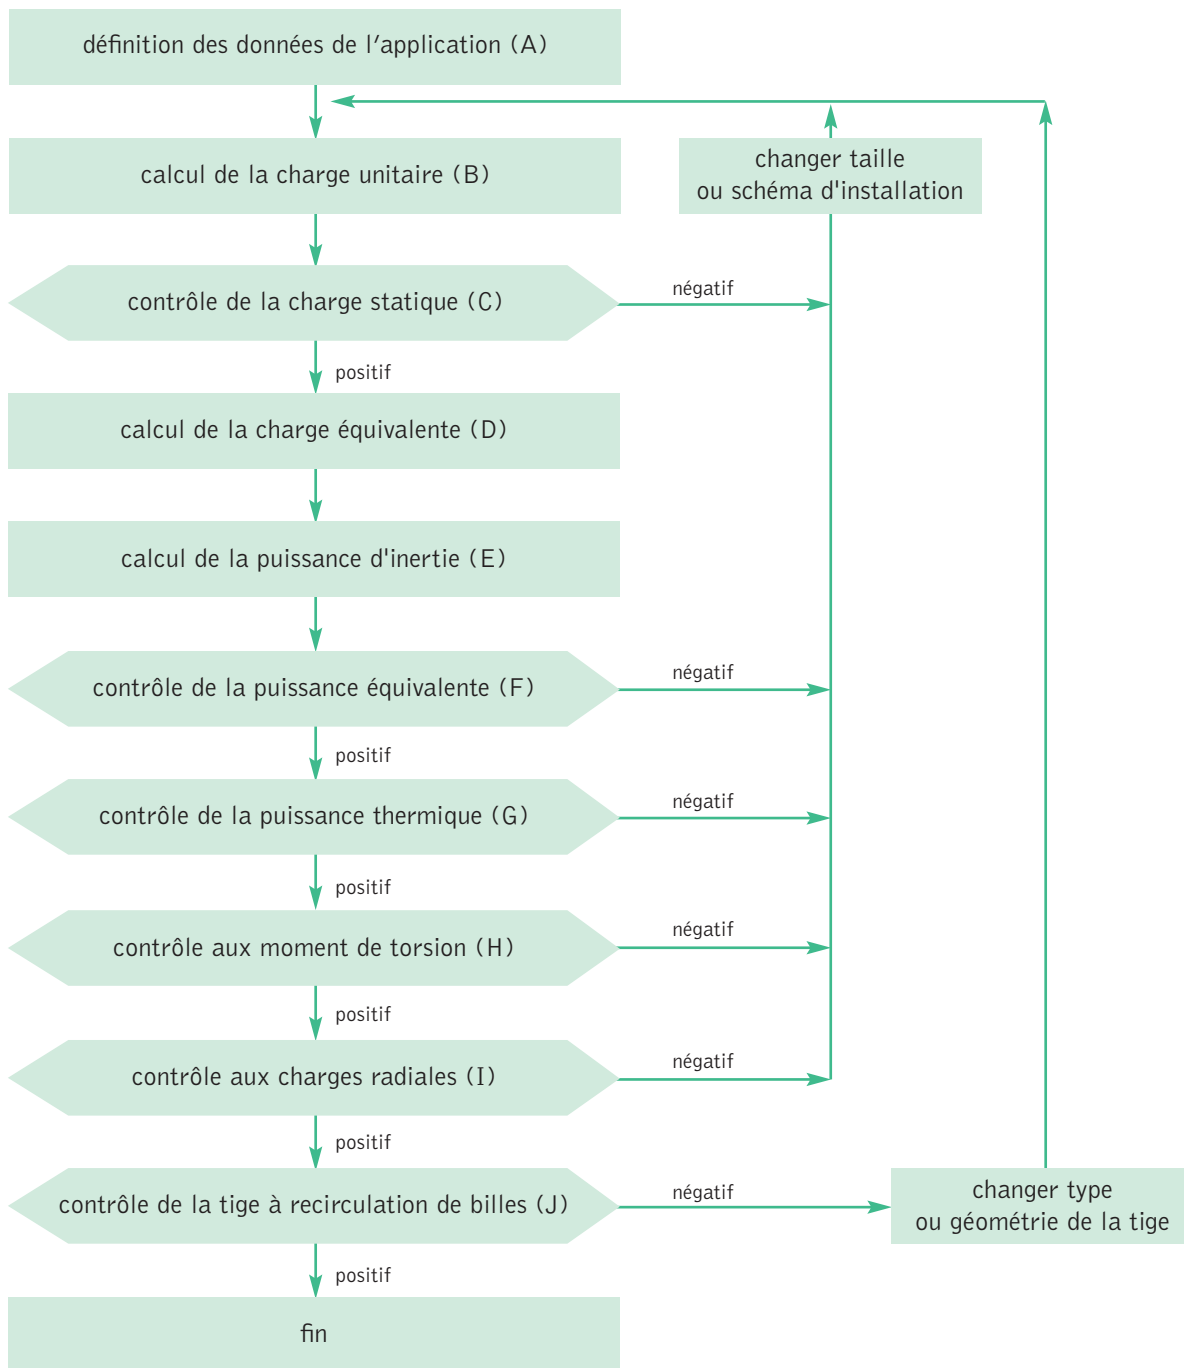 définition des données de l'application (A)
calcul de la charge unitaire (B)
changer taille
ou schéma d'installation
contrôle de la charge statique (C)
négatif
positif
calcul de la charge équivalente (D)
calcul de la puissance d'inertie (E)
contrôle de la puissance équivalente (F)
négatif
positif
contrôle de la puissance thermique (G)
négatif
positif
contrôle aux moment de torsion (H)
négatif
positif
contrôle aux charges radiales (I)
négatif
positif
contrôle de la tige à recirculation de billes (J)
négatif
changer type
ou géométrie de la tige
positif
fin